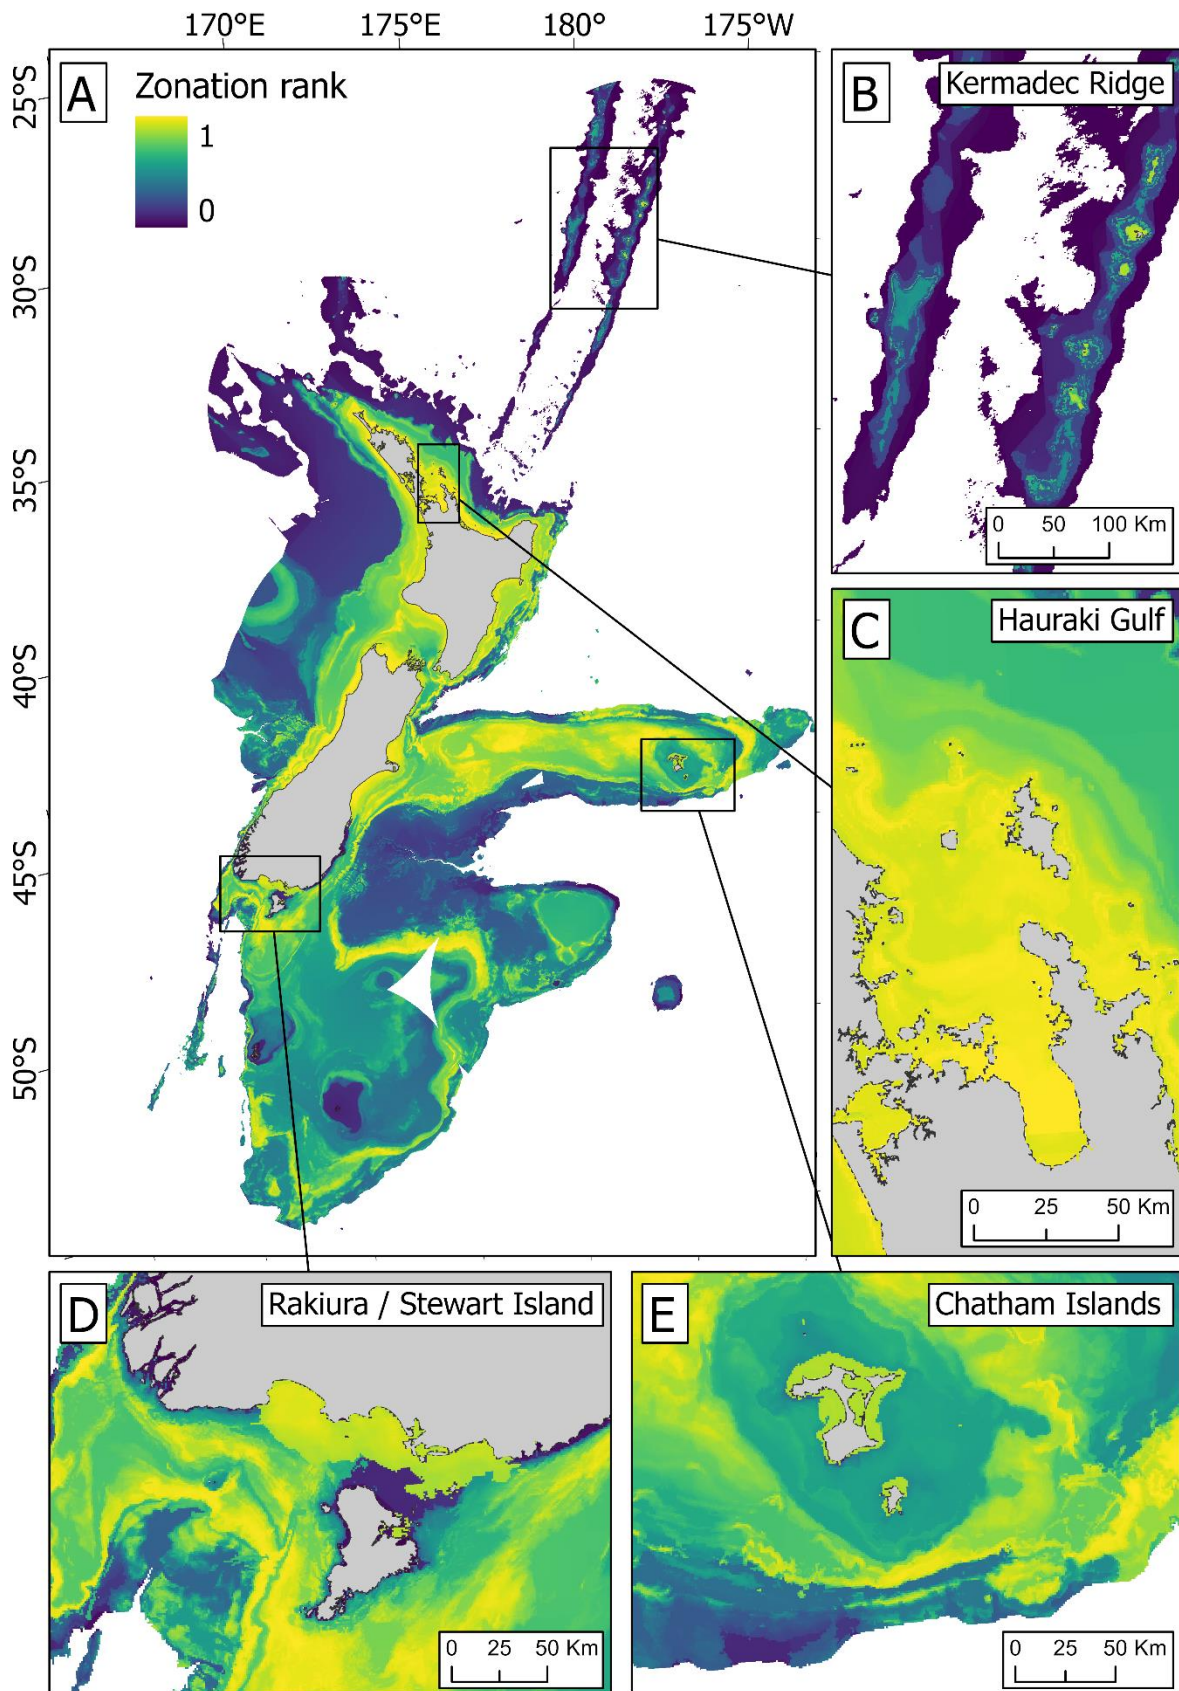 170°E 175°E 180° 175°W
A
Zonation rank
1
0
25°S
30°S
35°S
40°S
45°S
50°S
B
Kermadec Ridge
0 50 100 Km
C
Hauraki Gulf
0 25 50 Km
D
Rakiura / Stewart Island
0 25 50 Km
E
Chatham Islands
0 25 50 Km